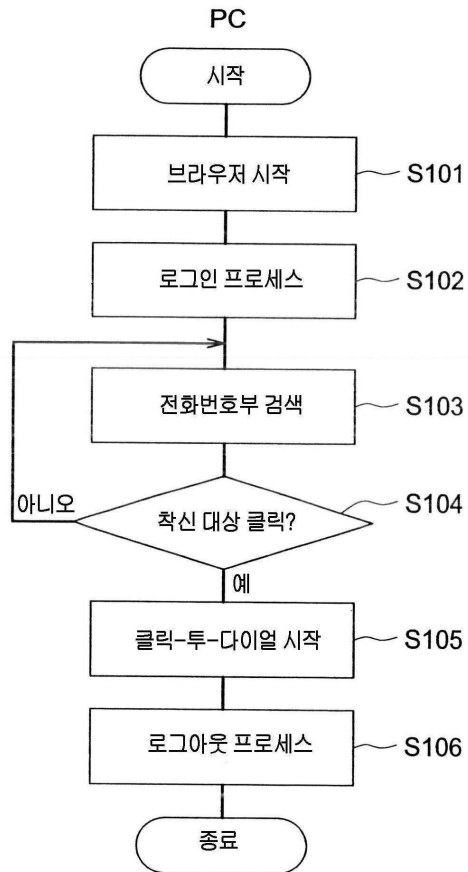 PC
시작
브라우저 시작
S101
로그인 프로세스
S102
전화번호부 검색
S103
착신 대상 클릭?
S104
아니오
예
클릭-투-다이얼 시작
S105
로그아웃 프로세스
S106
종료